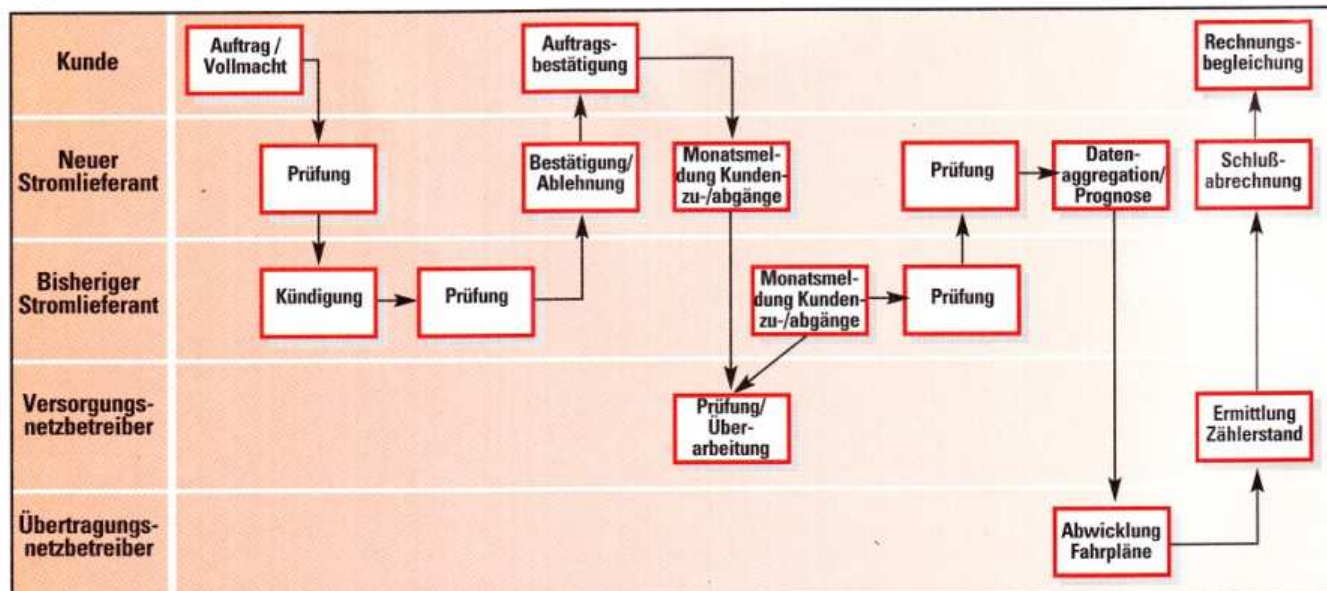 Kunde
Auftrag /
Vollmacht
Auftrags-
bestätigung
Rechnungs-
begleichung
Neuer
Stromlieferant
Prüfung
Bestätigung/
Ablehnung
Monatsmel-
dung Kunden-
zu-/abgänge
Prüfung
Daten-
aggregation/
Prognose
Schluß-
abrechnung
Bisheriger
Stromlieferant
Kündigung
Prüfung
Monatsmel-
dung Kunden-
zu-/abgänge
Prüfung
Versorgungs-
netzbetreiber
Prüfung/
Über-
arbeitung
Ermittlung
Zählerstand
Übertragungs-
netzbetreiber
Abwicklung
Fahrpläne